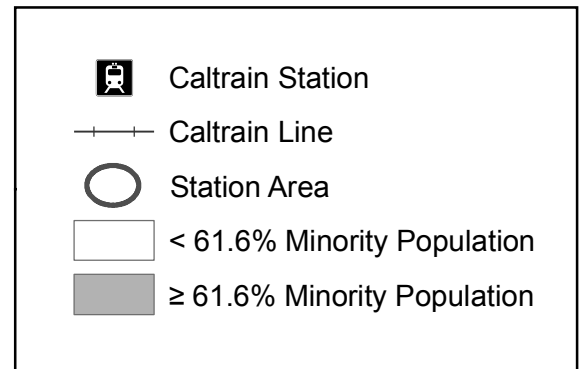 Caltrain Station
Caltrain Line
Station Area
< 61.6% Minority Population
≥ 61.6% Minority Population